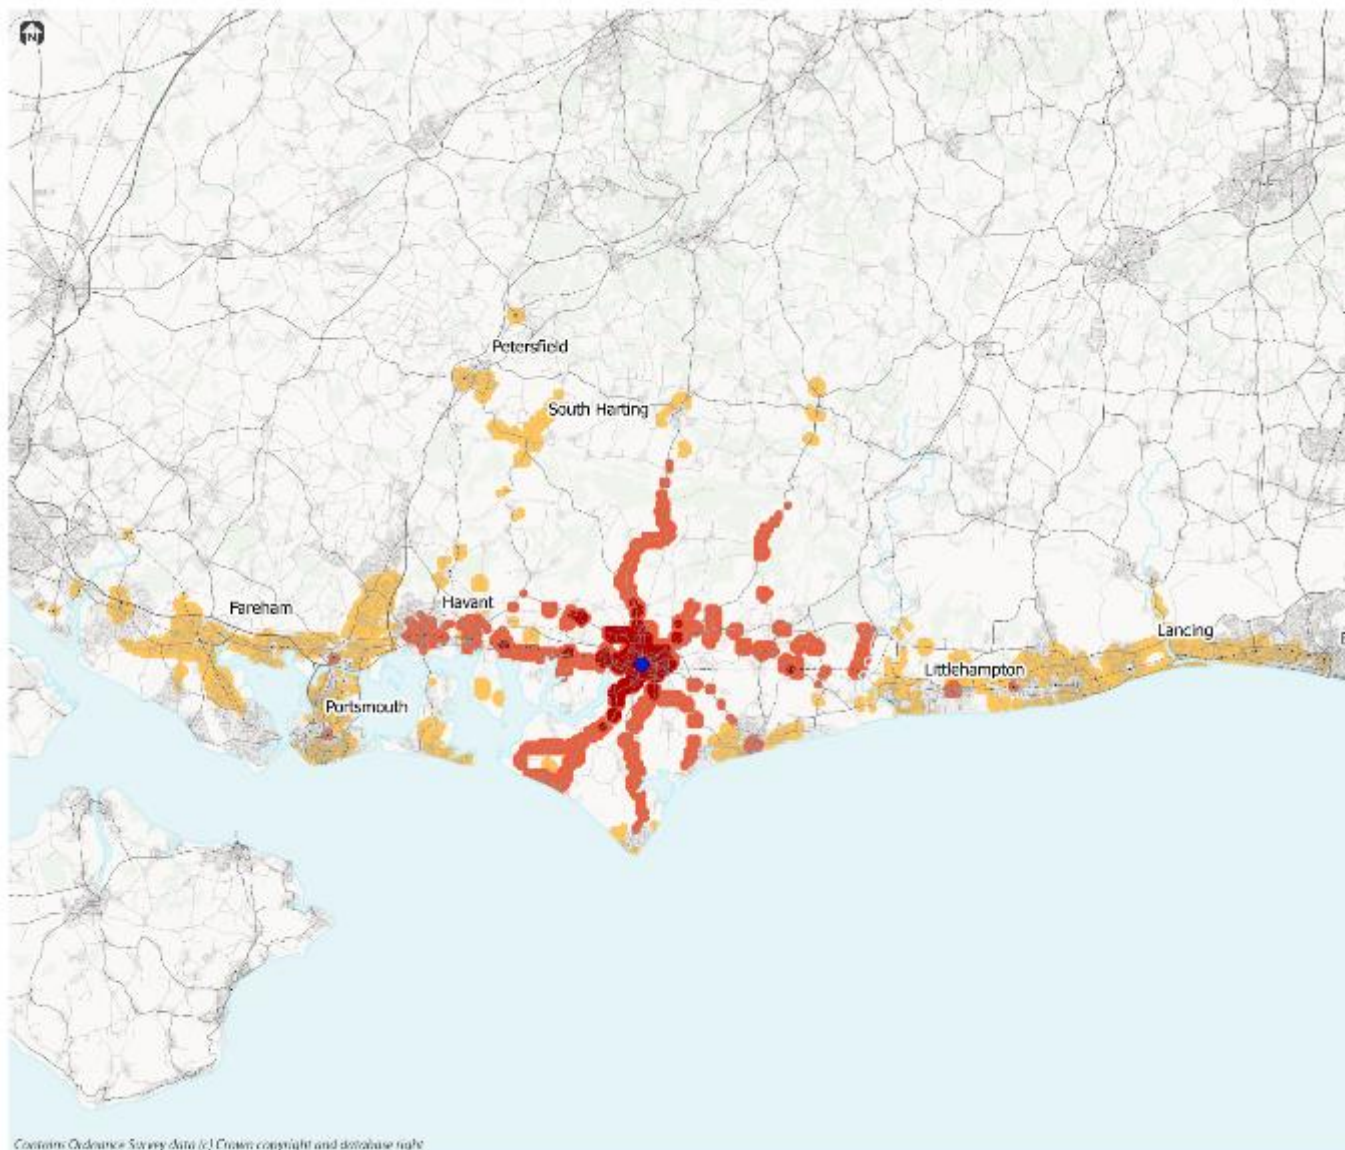 N
Petersfield
South Harting
Havant
Fareham
Lancing
Littlehampton
Portsmouth
Contains Ordnance Survey data (c) Crown copyright and database right